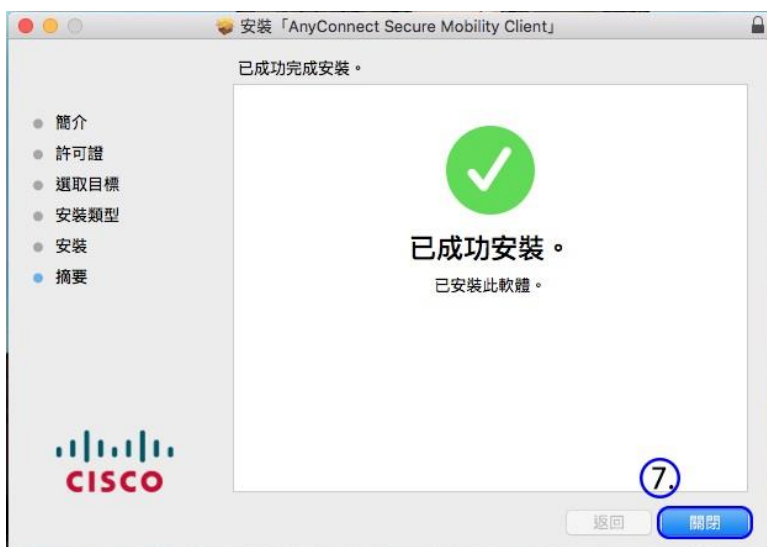 安裝「AnyConnect Secure Mobility Client」
已成功完成安裝。
簡介
許可證
選取目標
安裝類型
安裝
摘要
已成功安裝。
已安裝此軟體。
CISCO
7.
返回
關閉